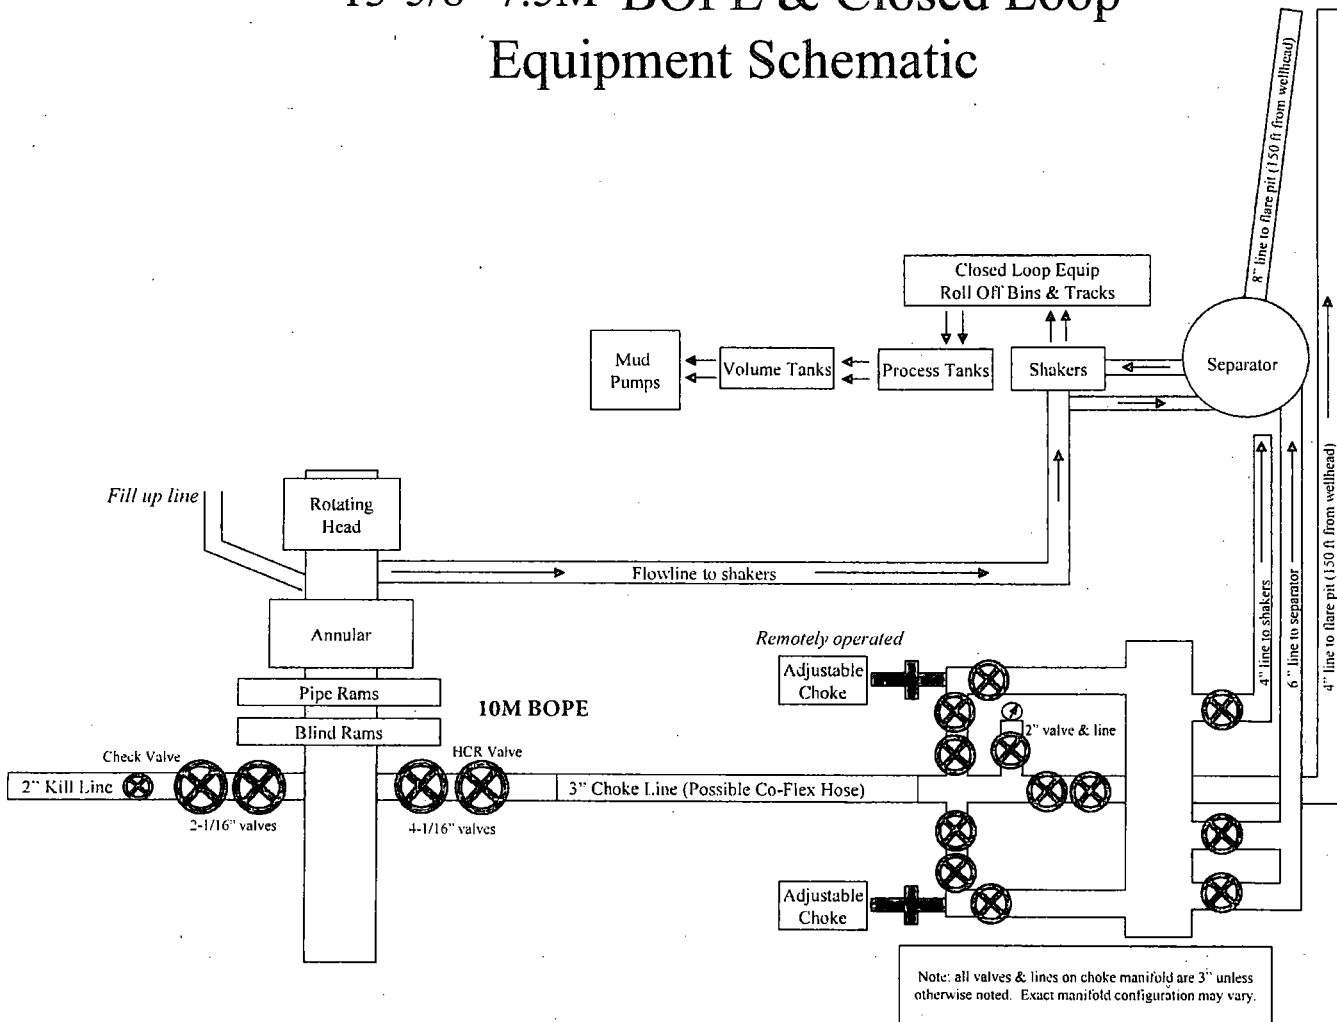 13-5/8" 7.5M BOPE & Closed Loop
Equipment Schematic
8" line to flare pit (150 ft from wellhead)
Closed Loop Equip
Roll Off Bins & Tracks
Mud
Pumps
Volume Tanks
Process Tanks
Shakers
Separator
Fill up line
Rotating
Head
Flowline to shakers
Annular
Remotely operated
Adjustable
Choke
4" line to shakers
6" line to separator
4" line to flare pit (150 ft from wellhead)
Pipe Rams
10M BOPE
Blind Rams
2" valve & line
Check Valve
HCR Valve
2" Kill Line
3" Choke Line (Possible Co-Flex Hose)
2-1/16" valves
4-1/16" valves
Adjustable
Choke
Note: all valves & lines on choke manifold are 3" unless
otherwise noted. Exact manifold configuration may vary.